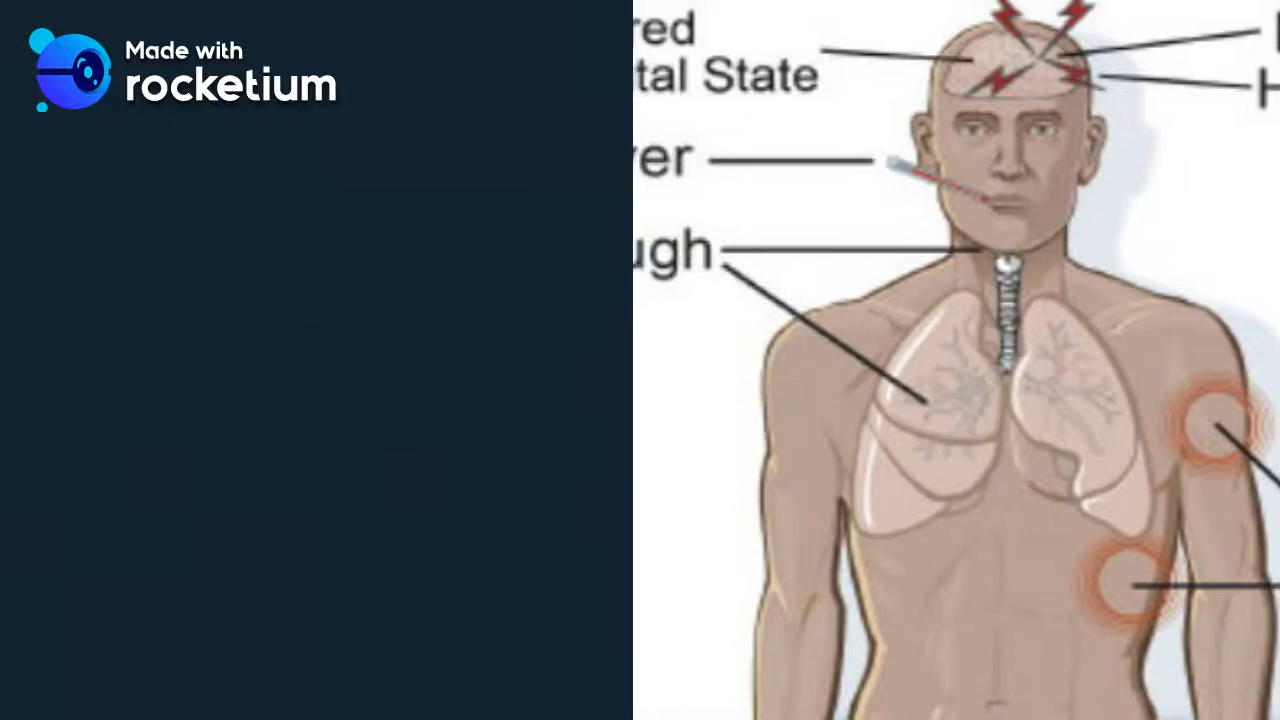 Made with
rocketium
red
tal State
er
ugh
H